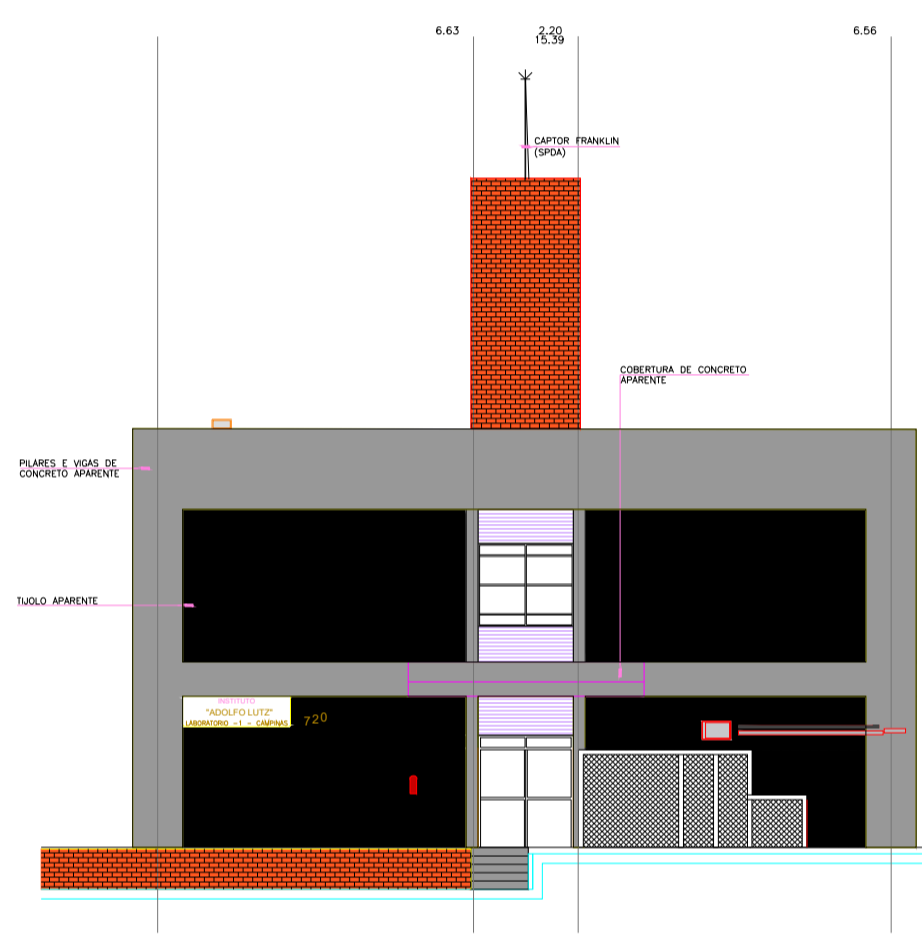 6.63
2.20
15.39
6.56
CAPTOR FRANKLIN
(SPDA)
COBERTURA DE CONCRETO
APARENTE
PILARES E VIGAS DE
CONCRETO APARENTE
TIJOLO APARENTE
INSTITUTO
"ADOLFO LUTZ"
LABORATORIO -1 - CAMPINAS
720